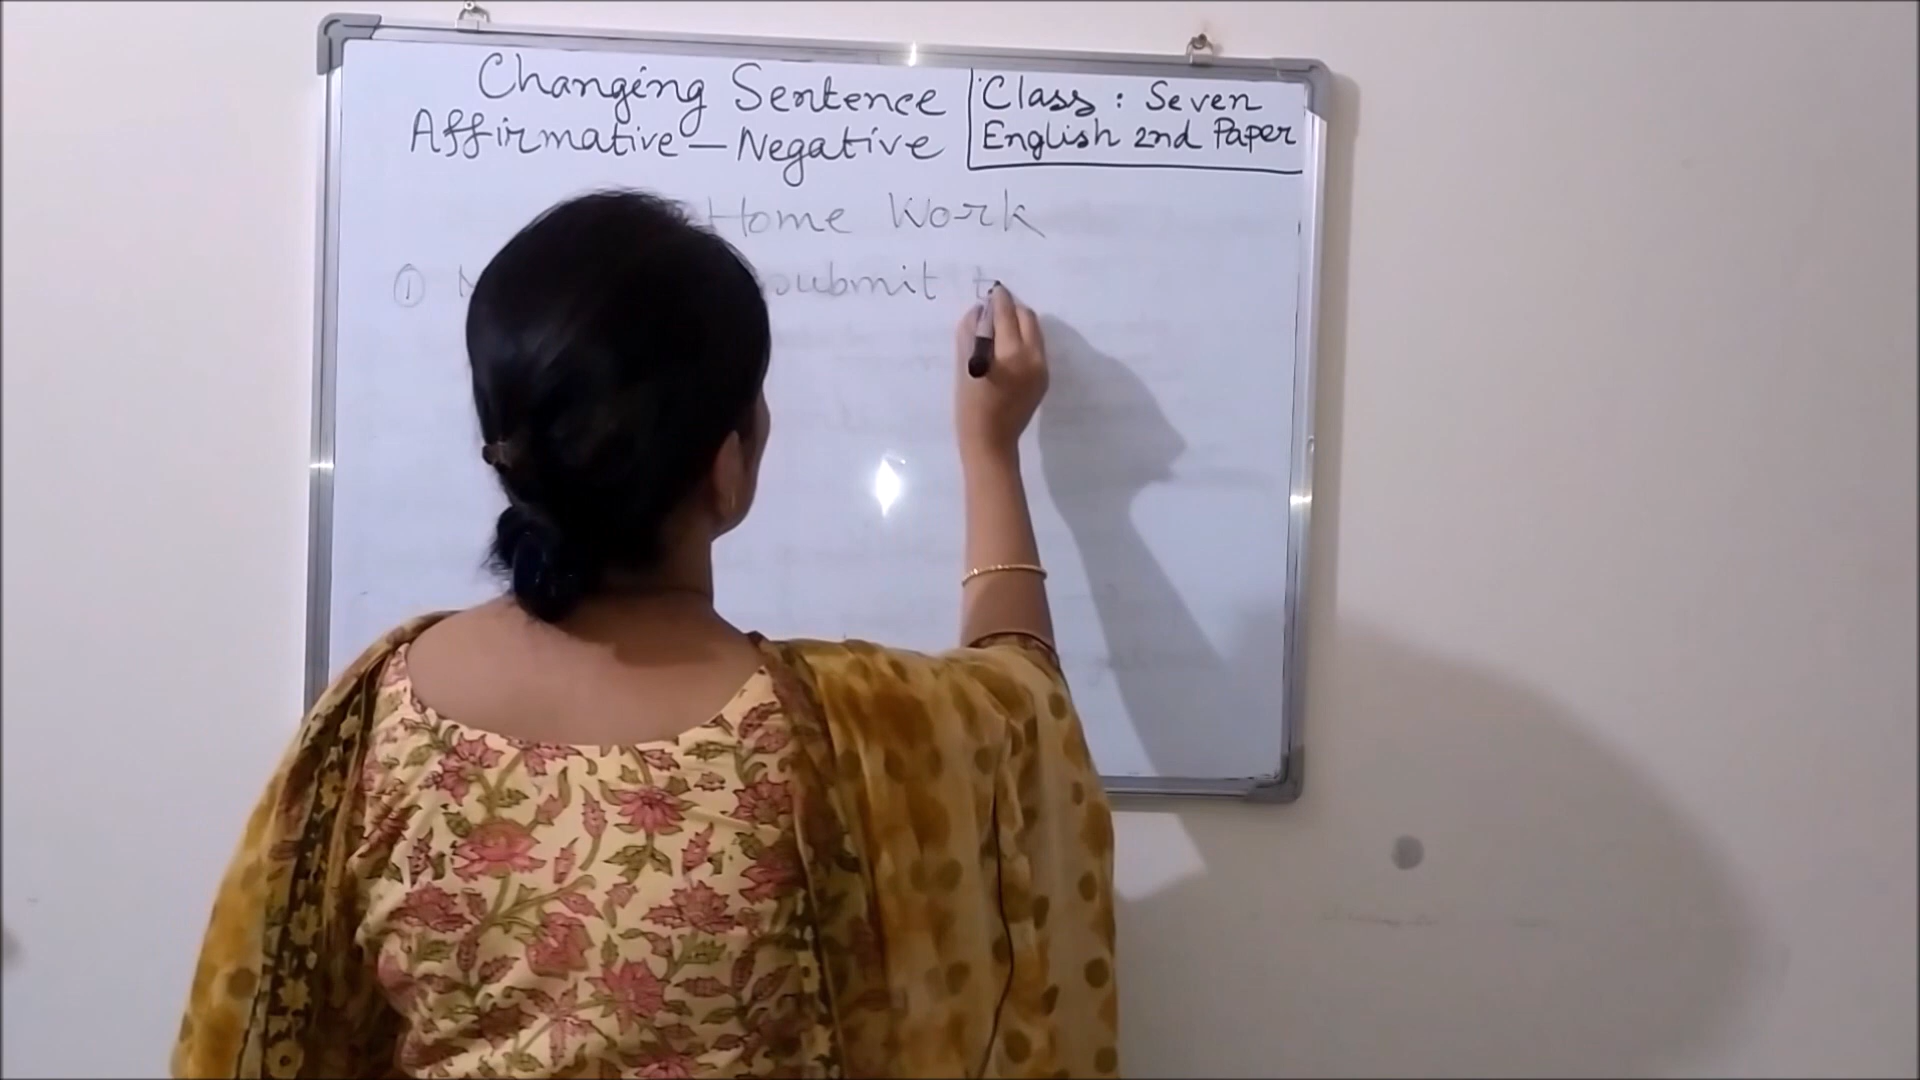 Changing Sentence
Affirmative – Negative
Class : Seven
English 2nd Paper
Home Work
① submit